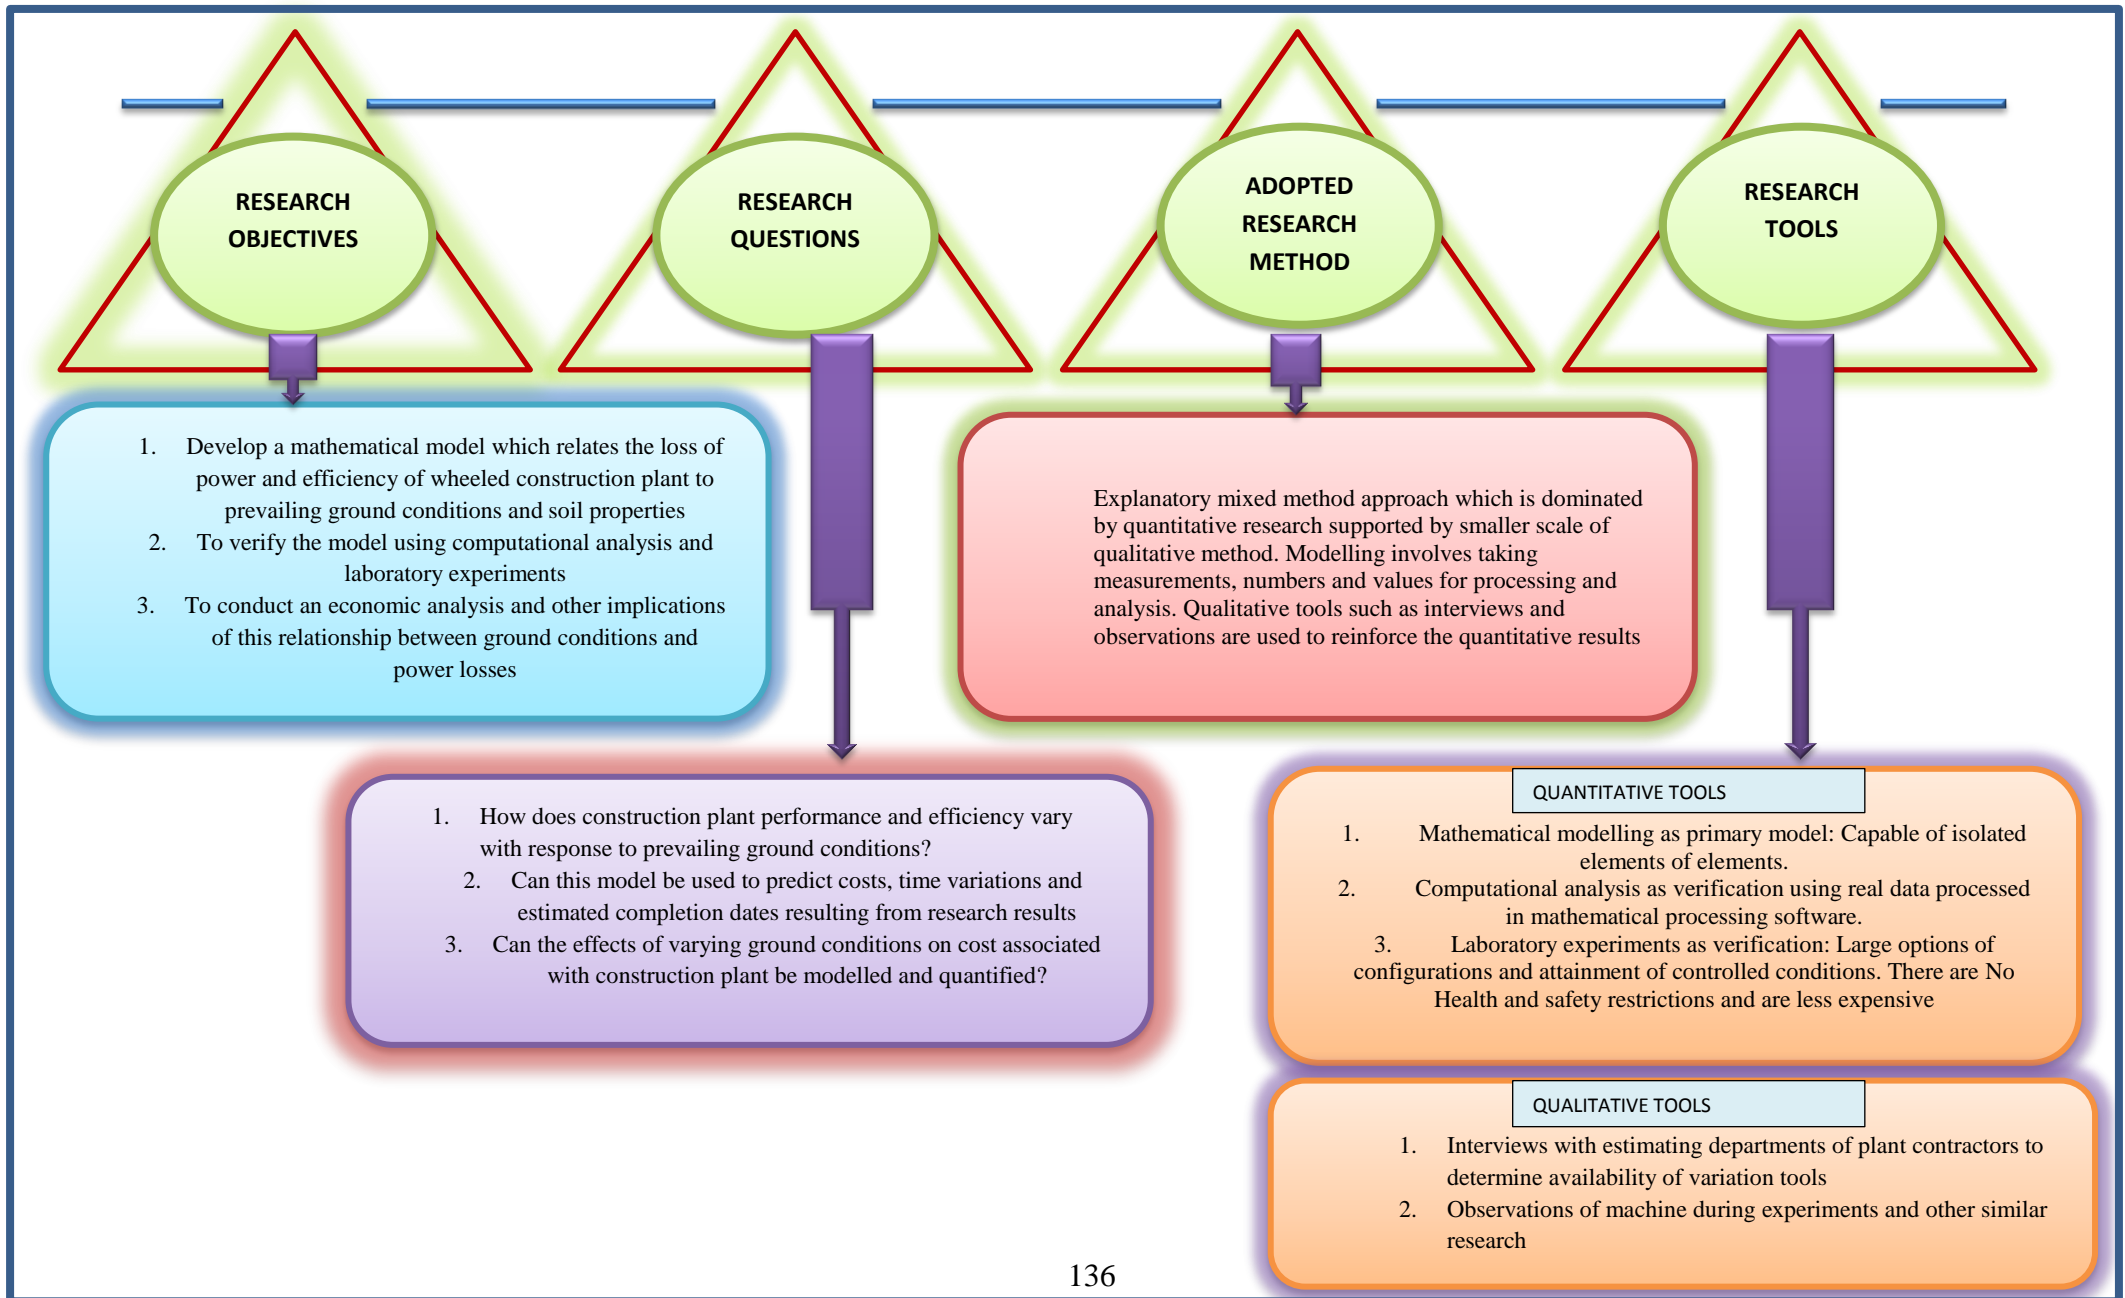 RESEARCH
OBJECTIVES
RESEARCH
QUESTIONS
ADOPTED
RESEARCH
METHOD
RESEARCH
TOOLS
1. Develop a mathematical model which relates the loss of
power and efficiency of wheeled construction plant to
prevailing ground conditions and soil properties
2. To verify the model using computational analysis and
laboratory experiments
3. To conduct an economic analysis and other implications
of this relationship between ground conditions and
power losses
Explanatory mixed method approach which is dominated
by quantitative research supported by smaller scale of
qualitative method. Modelling involves taking
measurements, numbers and values for processing and
analysis. Qualitative tools such as interviews and
observations are used to reinforce the quantitative results
1. How does construction plant performance and efficiency vary
with response to prevailing ground conditions?
2. Can this model be used to predict costs, time variations and
estimated completion dates resulting from research results
3. Can the effects of varying ground conditions on cost associated
with construction plant be modelled and quantified?
QUANTITATIVE TOOLS
1. Mathematical modelling as primary model: Capable of isolated
elements of elements.
2. Computational analysis as verification using real data processed
in mathematical processing software.
3. Laboratory experiments as verification: Large options of
configurations and attainment of controlled conditions. There are No
Health and safety restrictions and are less expensive
QUALITATIVE TOOLS
1. Interviews with estimating departments of plant contractors to
determine availability of variation tools
2. Observations of machine during experiments and other similar
research
136